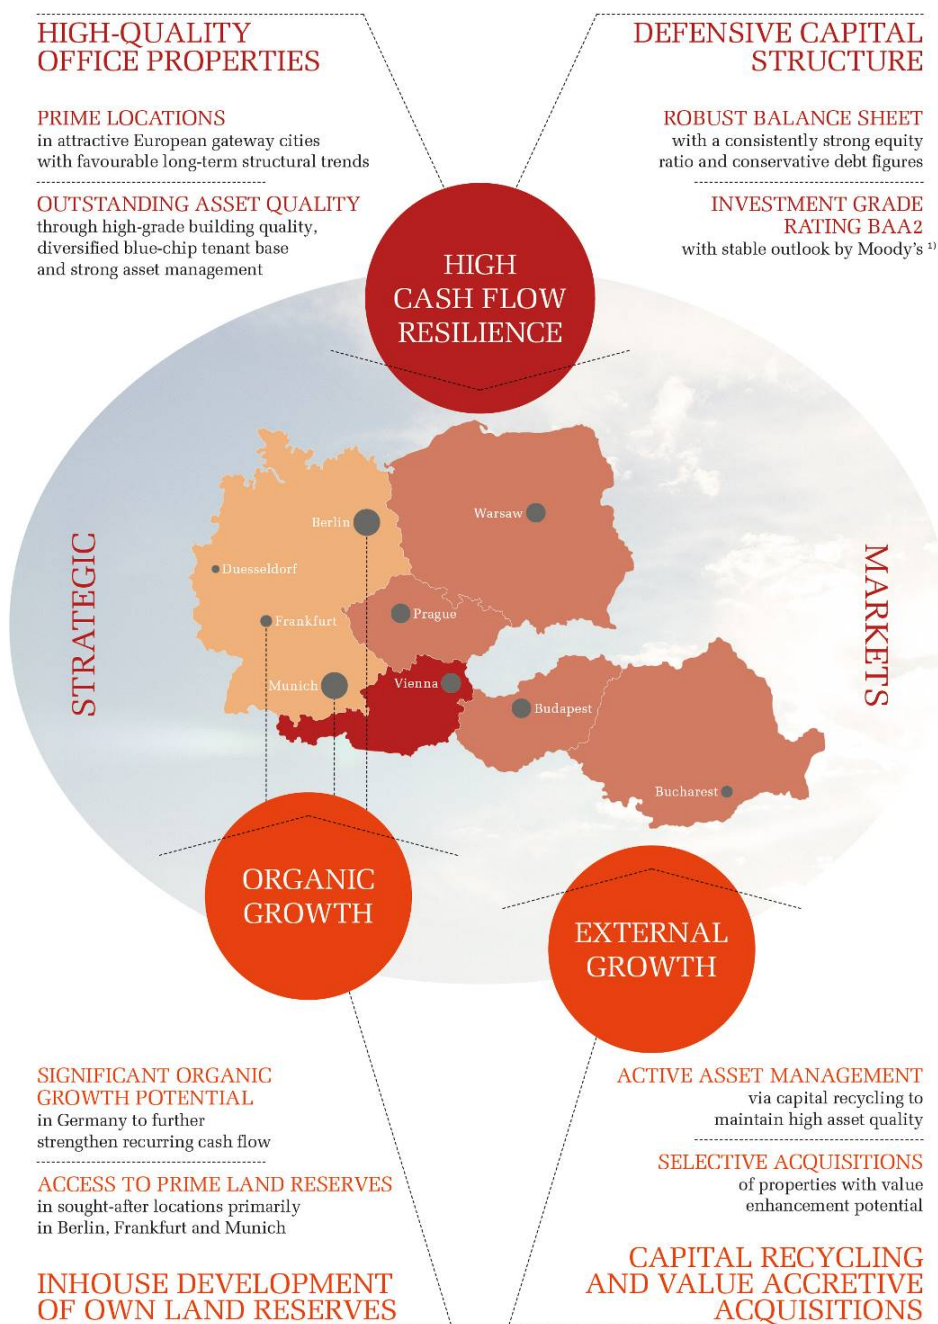 HIGH-QUALITY
OFFICE PROPERTIES
PRIME LOCATIONS
in attractive European gateway cities
with favourable long-term structural trends
OUTSTANDING ASSET QUALITY
through high-grade building quality,
diversified blue-chip tenant base
and strong asset management
DEFENSIVE CAPITAL
STRUCTURE
ROBUST BALANCE SHEET
with a consistently strong equity
ratio and conservative debt figures
INVESTMENT GRADE
RATING BAA2
with stable outlook by Moody's 1)
HIGH
CASH FLOW
RESILIENCE
STRATEGIC
MARKETS
Berlin
Warsaw
Duesseldorf
Frankfurt
Prague
Munich
Vienna
Budapest
Bucharest
ORGANIC
GROWTH
EXTERNAL
GROWTH
SIGNIFICANT ORGANIC
GROWTH POTENTIAL
in Germany to further
strengthen recurring cash flow
ACCESS TO PRIME LAND RESERVES
in sought-after locations primarily
in Berlin, Frankfurt and Munich
INHOUSE DEVELOPMENT
OF OWN LAND RESERVES
ACTIVE ASSET MANAGEMENT
via capital recycling to
maintain high asset quality
SELECTIVE ACQUISITIONS
of properties with value
enhancement potential
CAPITAL RECYCLING
AND VALUE ACCRETIVE
ACQUISITIONS